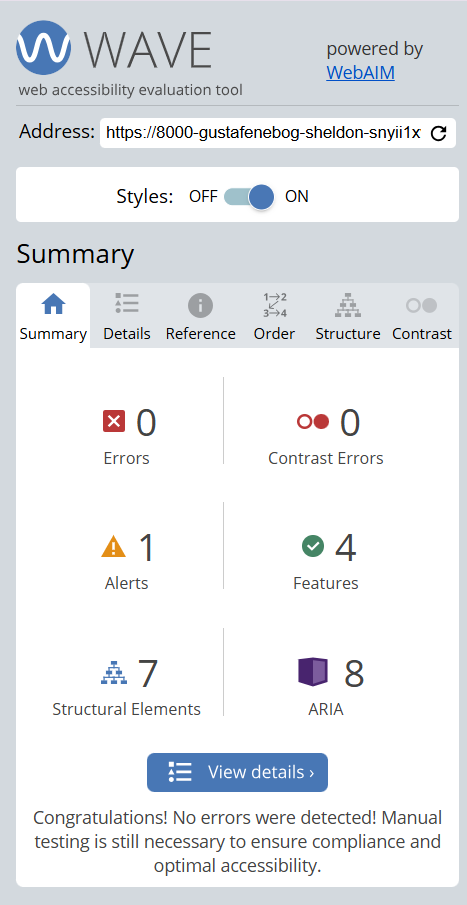 WAVE
web accessibility evaluation tool
powered by
WebAIM
Address: https://8000-gustafenebog-sheldon-snyii1x
Styles: OFF ON
Summary
Summary Details Reference Order Structure Contrast
0
Errors
0
Contrast Errors
1
Alerts
4
Features
7
Structural Elements
8
ARIA
View details ›
Congratulations! No errors were detected! Manual
testing is still necessary to ensure compliance and
optimal accessibility.